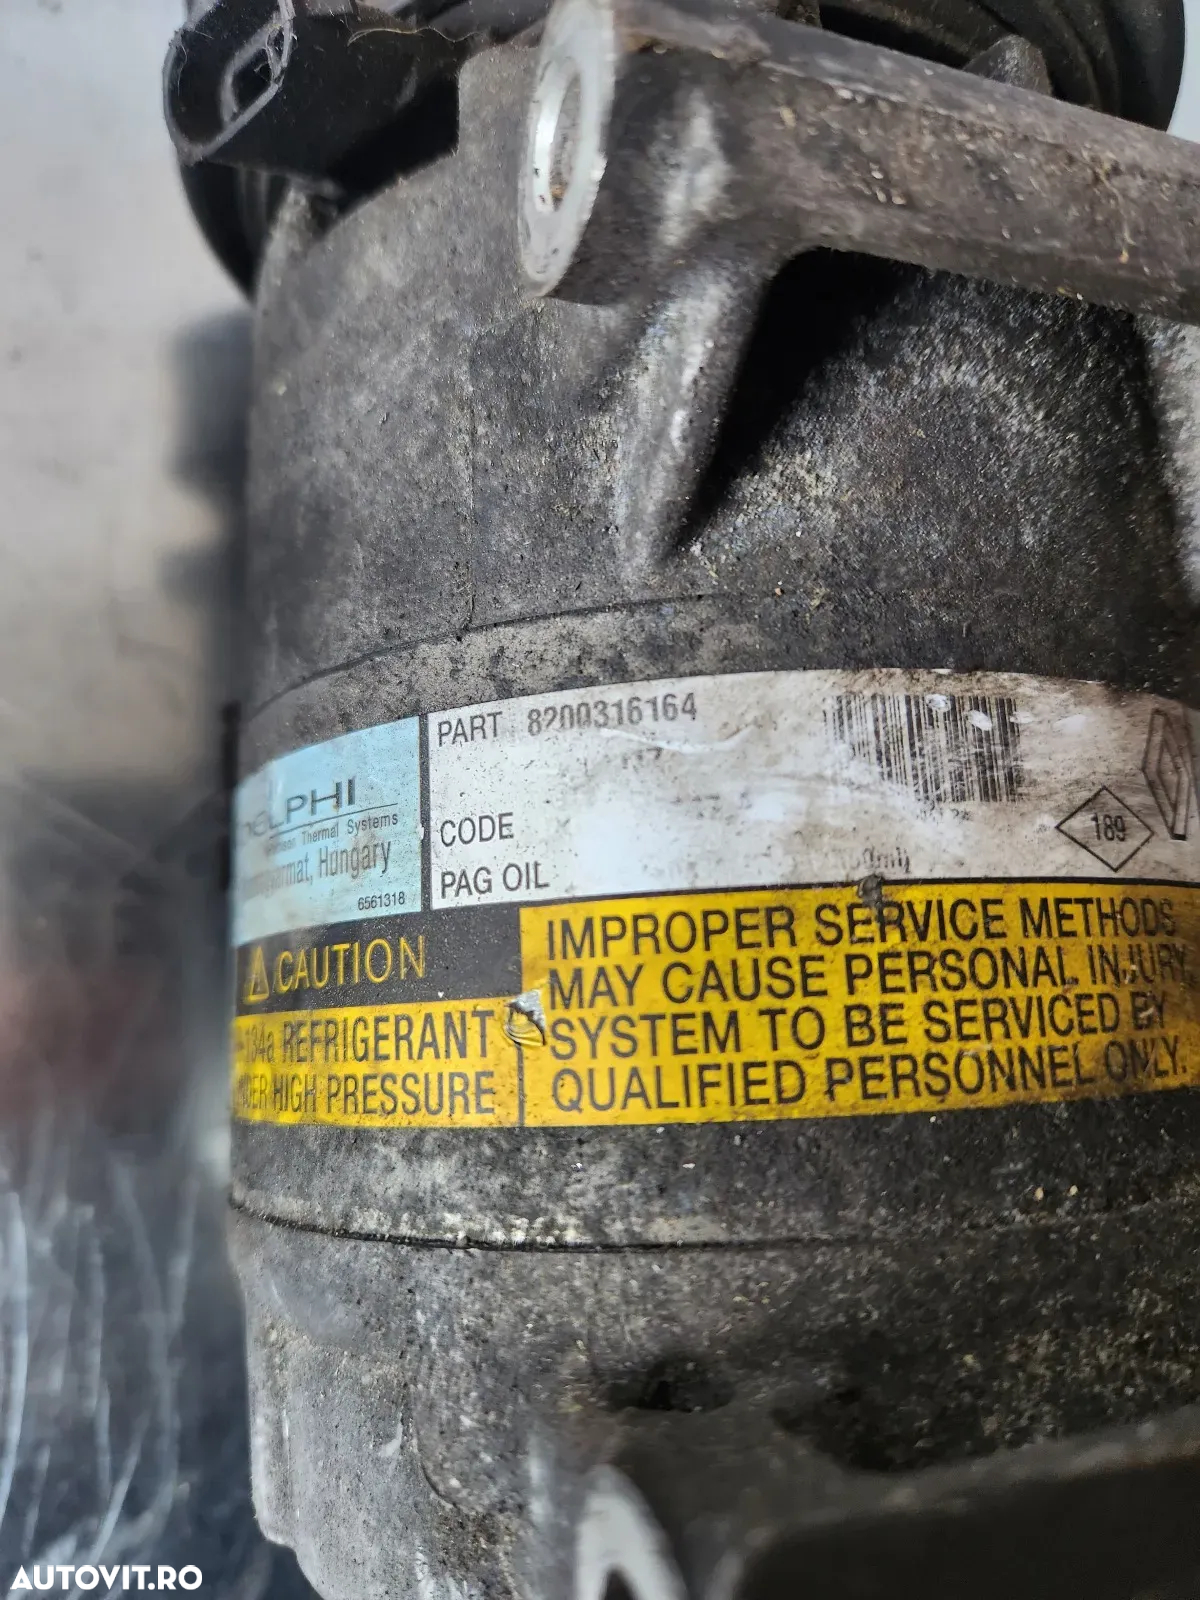 PART 8200316164
DELPHI
Thermal Systems
Hungary
6561318
CODE
PAG OIL
189
CAUTION
REFRIGERANT
HIGH PRESSURE
IMPROPER SERVICE METHODS
MAY CAUSE PERSONAL INJURY
SYSTEM TO BE SERVICED BY
QUALIFIED PERSONNEL ONLY.
AUTOVIT.RO